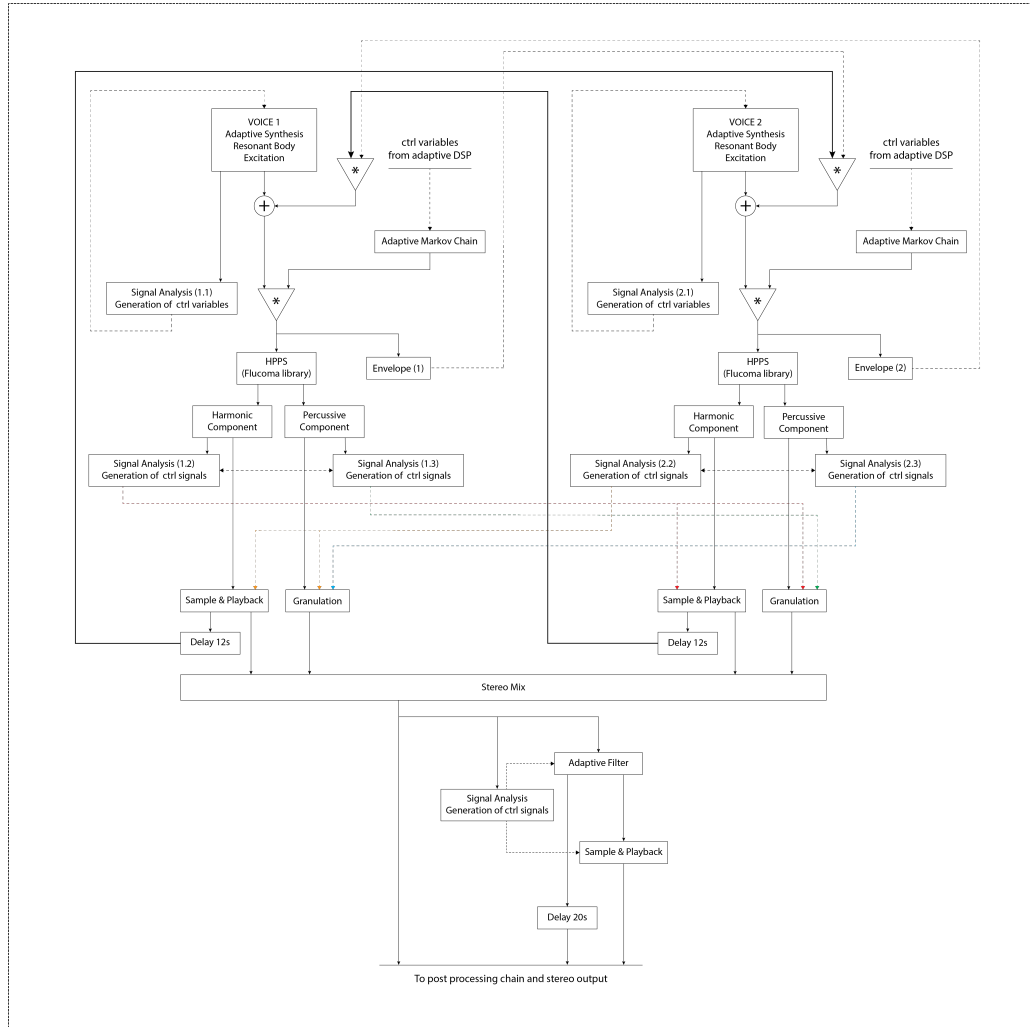 VOICE 1
Adaptive Synthesis
Resonant Body
Excitation
*
ctrl variables
from adaptive DSP
+
Adaptive Markov Chain
Signal Analysis (1.1)
Generation of ctrl variables
*
HPPS
(Flucoma library)
Envelope (1)
Harmonic
Component
Percussive
Component
Signal Analysis (1.2)
Generation of ctrl signals
Signal Analysis (1.3)
Generation of ctrl signals
Sample & Playback
Granulation
Delay 12s
VOICE 2
Adaptive Synthesis
Resonant Body
Excitation
*
ctrl variables
from adaptive DSP
+
Adaptive Markov Chain
Signal Analysis (2.1)
Generation of ctrl variables
*
HPPS
(Flucoma library)
Envelope (2)
Harmonic
Component
Percussive
Component
Signal Analysis (2.2)
Generation of ctrl signals
Signal Analysis (2.3)
Generation of ctrl signals
Sample & Playback
Granulation
Delay 12s
Stereo Mix
Adaptive Filter
Signal Analysis
Generation of ctrl signals
Sample & Playback
Delay 20s
To post processing chain and stereo output